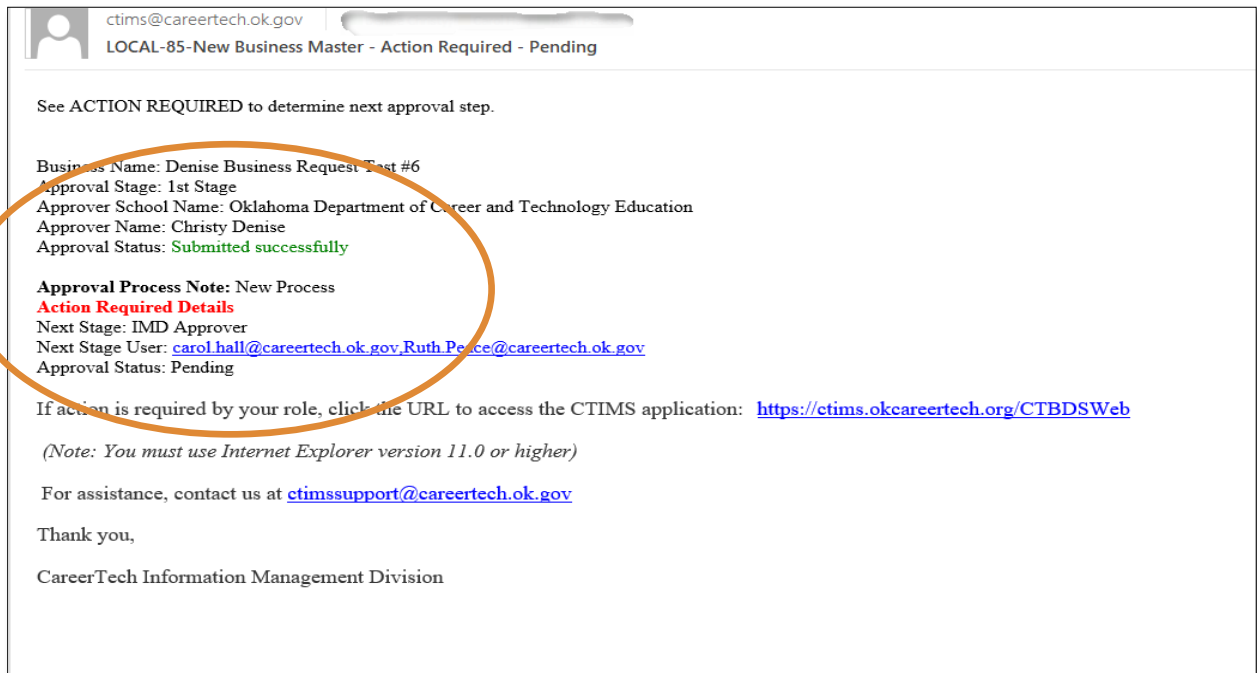 ctims@careertech.ok.gov
LOCAL-85-New Business Master - Action Required - Pending
See ACTION REQUIRED to determine next approval step.
Business Name: Denise Business Request Test #6
Approval Stage: 1st Stage
Approver School Name: Oklahoma Department of Career and Technology Education
Approver Name: Christy Denise
Approval Status: Submitted successfully
Approval Process Note: New Process
Action Required Details
Next Stage: IMD Approver
Next Stage User: carol.hall@careertech.ok.gov,Ruth.Peace@careertech.ok.gov
Approval Status: Pending
If action is required by your role, click the URL to access the CTIMS application: https://ctims.okcareertech.org/CTBDSWeb
(Note: You must use Internet Explorer version 11.0 or higher)
For assistance, contact us at ctimssupport@careertech.ok.gov
Thank you,
CareerTech Information Management Division